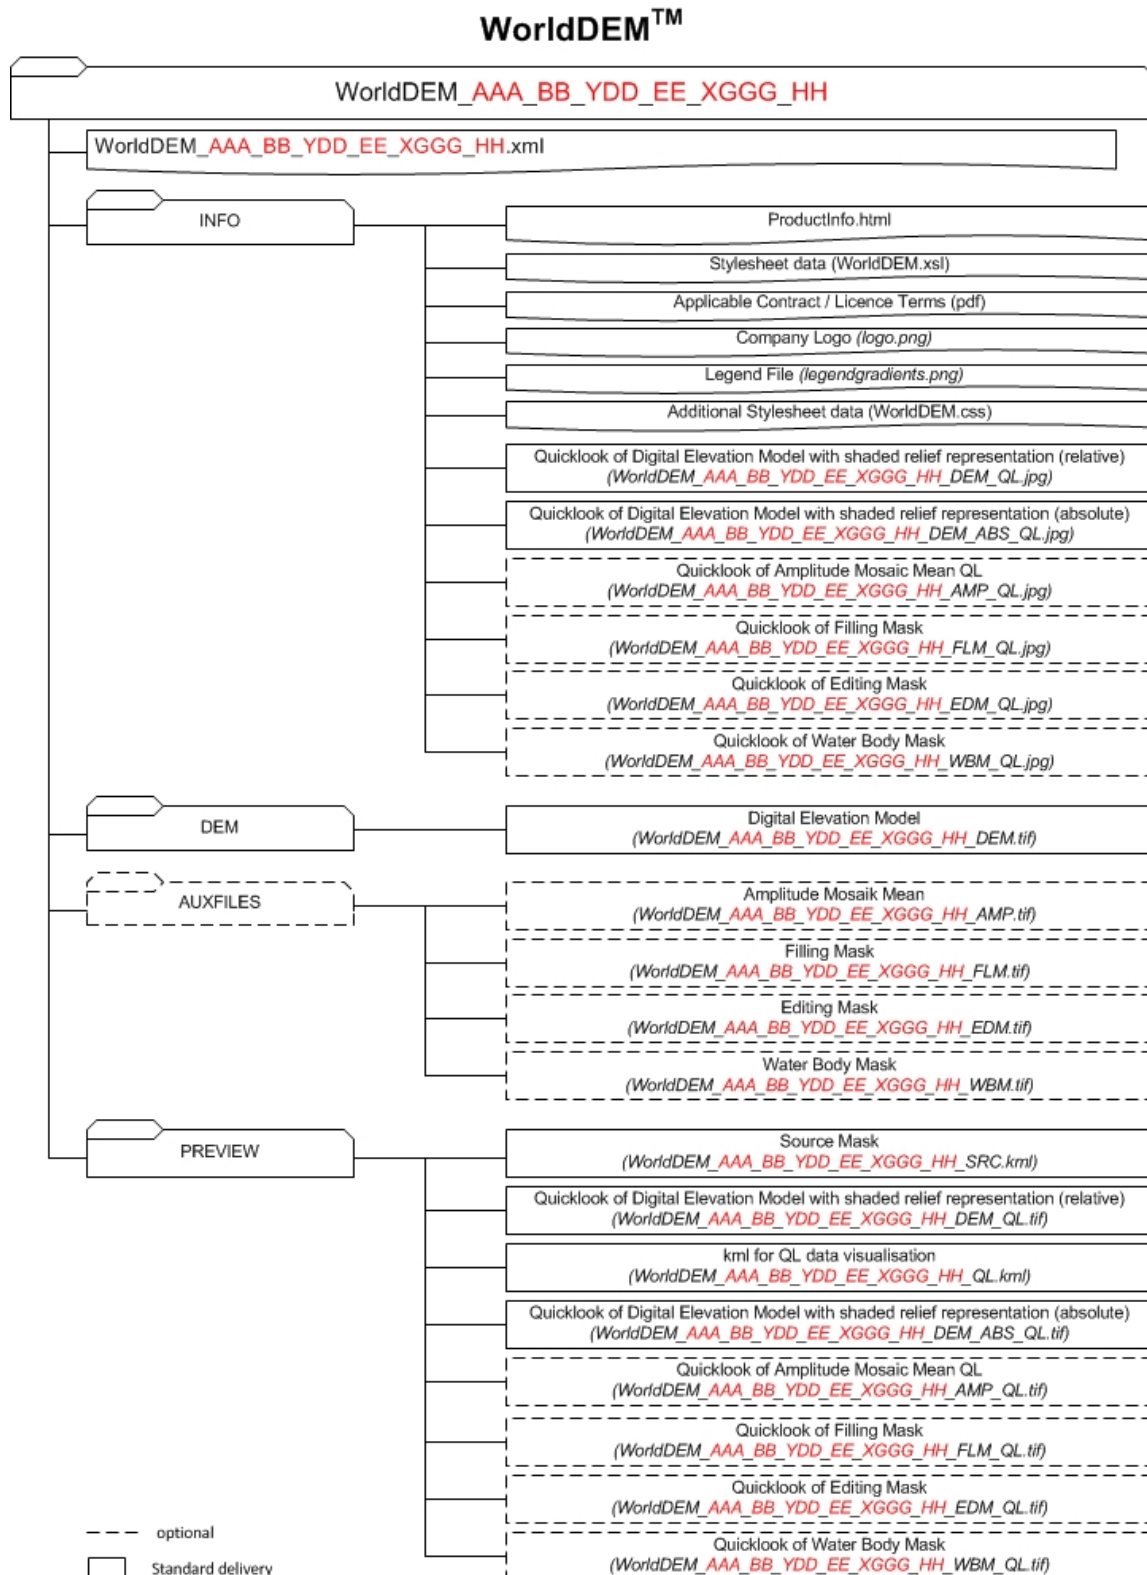 WorldDEM™
WorldDEM_AAA_BB_YDD_EE_XGGG_HH
WorldDEM_AAA_BB_YDD_EE_XGGG_HH.xml
INFO
ProductInfo.html
Stylesheet data (WorldDEM.xsl)
Applicable Contract / Licence Terms (pdf)
Company Logo (logo.png)
Legend File (legendgradients.png)
Additional Stylesheet data (WorldDEM.css)
Quicklook of Digital Elevation Model with shaded relief representation (relative)
(WorldDEM_AAA_BB_YDD_EE_XGGG_HH_DEM_QL.jpg)
Quicklook of Digital Elevation Model with shaded relief representation (absolute)
(WorldDEM_AAA_BB_YDD_EE_XGGG_HH_DEM_ABS_QL.jpg)
Quicklook of Amplitude Mosaic Mean QL
(WorldDEM_AAA_BB_YDD_EE_XGGG_HH_AMP_QL.jpg)
Quicklook of Filling Mask
(WorldDEM_AAA_BB_YDD_EE_XGGG_HH_FLM_QL.jpg)
Quicklook of Editing Mask
(WorldDEM_AAA_BB_YDD_EE_XGGG_HH_EDM_QL.jpg)
Quicklook of Water Body Mask
(WorldDEM_AAA_BB_YDD_EE_XGGG_HH_WBM_QL.jpg)
DEM
Digital Elevation Model
(WorldDEM_AAA_BB_YDD_EE_XGGG_HH_DEM.tif)
AUXFILES
Amplitude Mosaik Mean
(WorldDEM_AAA_BB_YDD_EE_XGGG_HH_AMP.tif)
Filling Mask
(WorldDEM_AAA_BB_YDD_EE_XGGG_HH_FLM.tif)
Editing Mask
(WorldDEM_AAA_BB_YDD_EE_XGGG_HH_EDM.tif)
Water Body Mask
(WorldDEM_AAA_BB_YDD_EE_XGGG_HH_WBM.tif)
PREVIEW
Source Mask
(WorldDEM_AAA_BB_YDD_EE_XGGG_HH_SRC.kml)
Quicklook of Digital Elevation Model with shaded relief representation (relative)
(WorldDEM_AAA_BB_YDD_EE_XGGG_HH_DEM_QL.tif)
kml for QL data visualisation
(WorldDEM_AAA_BB_YDD_EE_XGGG_HH_QL.kml)
Quicklook of Digital Elevation Model with shaded relief representation (absolute)
(WorldDEM_AAA_BB_YDD_EE_XGGG_HH_DEM_ABS_QL.tif)
Quicklook of Amplitude Mosaic Mean QL
(WorldDEM_AAA_BB_YDD_EE_XGGG_HH_AMP_QL.tif)
Quicklook of Filling Mask
(WorldDEM_AAA_BB_YDD_EE_XGGG_HH_FLM_QL.tif)
Quicklook of Editing Mask
(WorldDEM_AAA_BB_YDD_EE_XGGG_HH_EDM_QL.tif)
Quicklook of Water Body Mask
(WorldDEM_AAA_BB_YDD_EE_XGGG_HH_WBM_QL.tif)
optional
Standard delivery